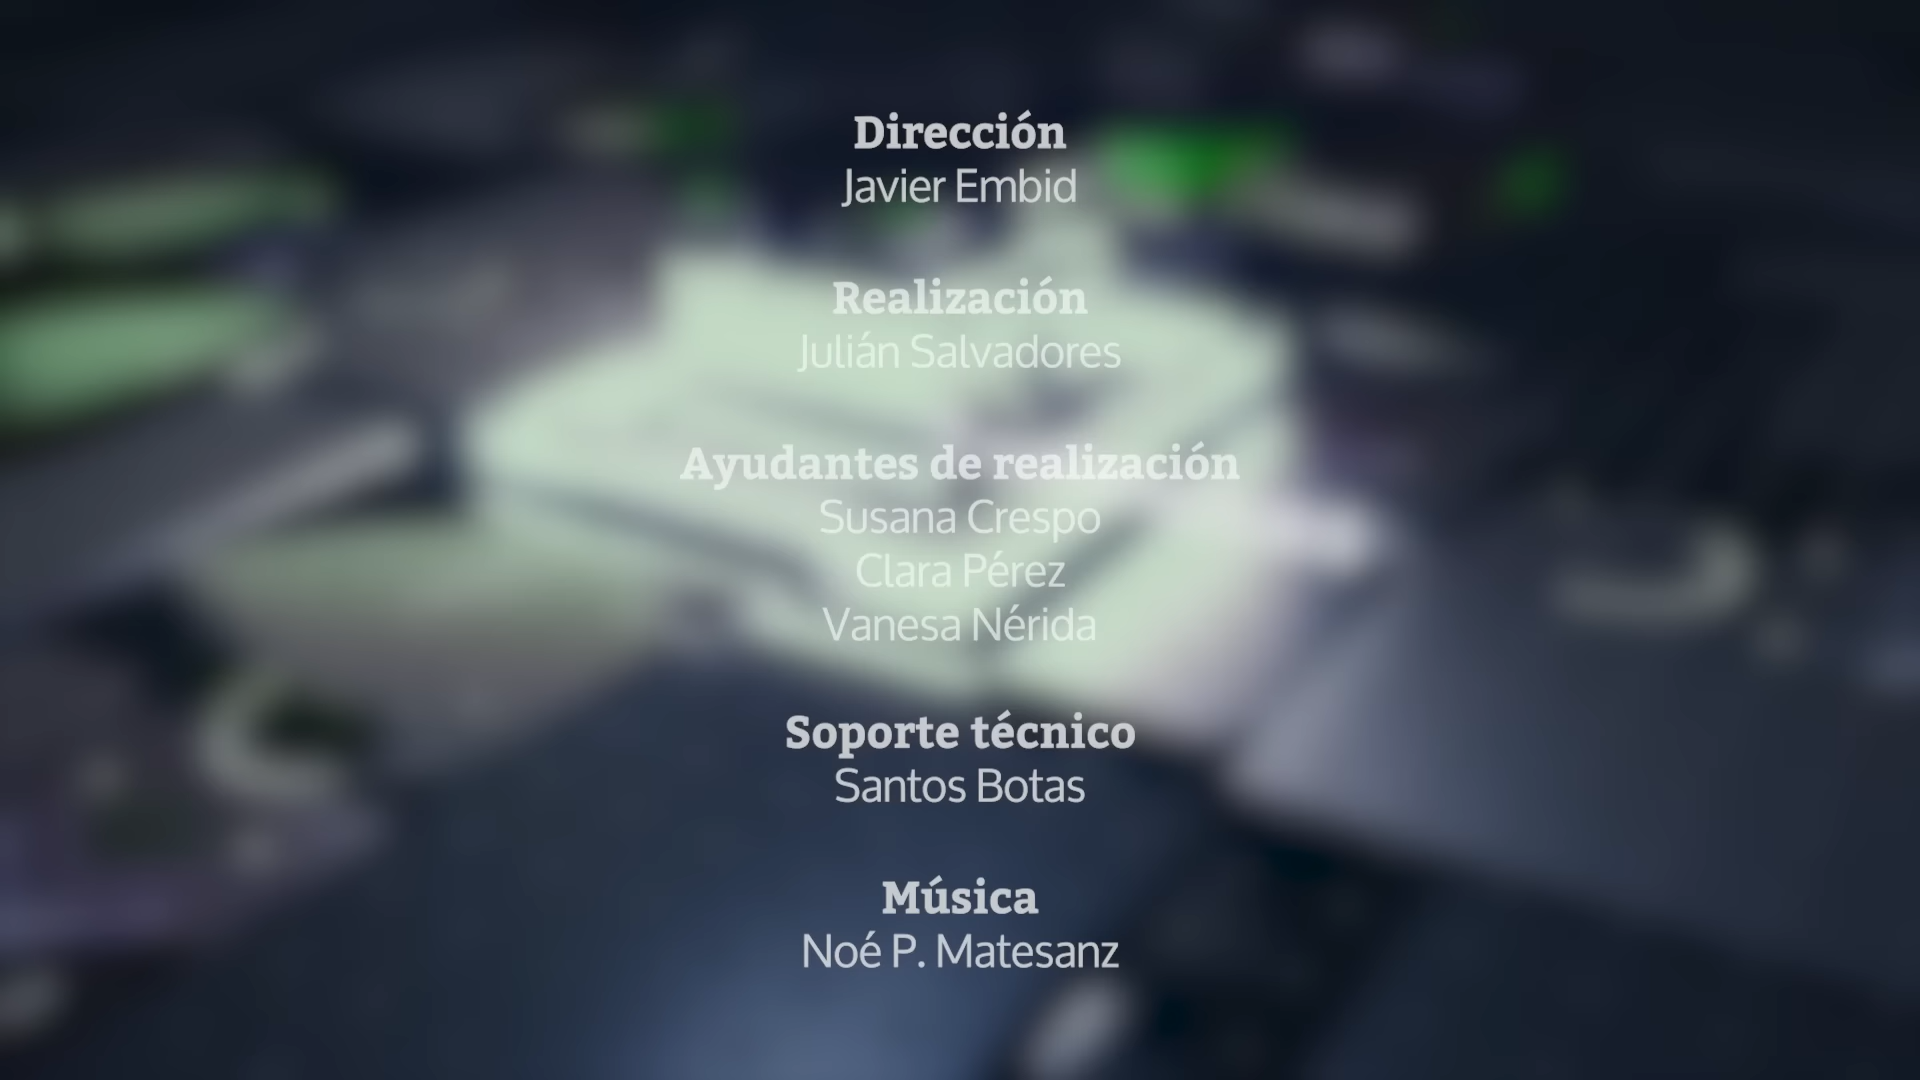 Dirección
Javier Embid
Realización
Julián Salvadores
Ayudantes de realización
Susana Crespo
Clara Pérez
Vanesa Nérida
Soporte técnico
Santos Botas
Música
Noé P. Matesanz